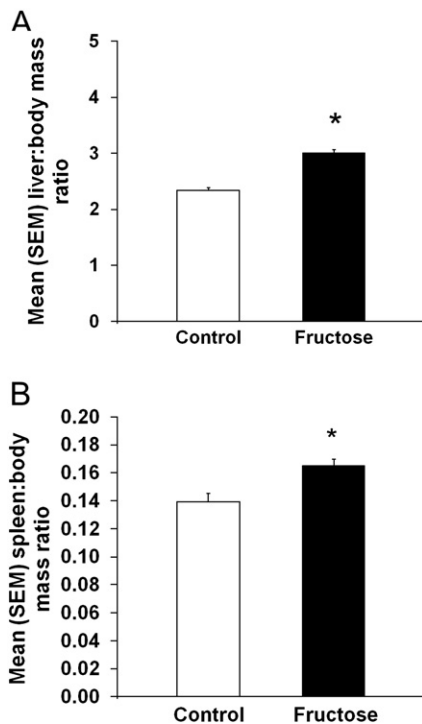 A
Mean (SEM) liver:body mass
ratio
5
4
3
2
1
0
*
Control Fructose
B
Mean (SEM) spleen:body
mass ratio
0.20
0.18
0.16
0.14
0.12
0.10
0.08
0.06
0.04
0.02
0.00
*
Control Fructose